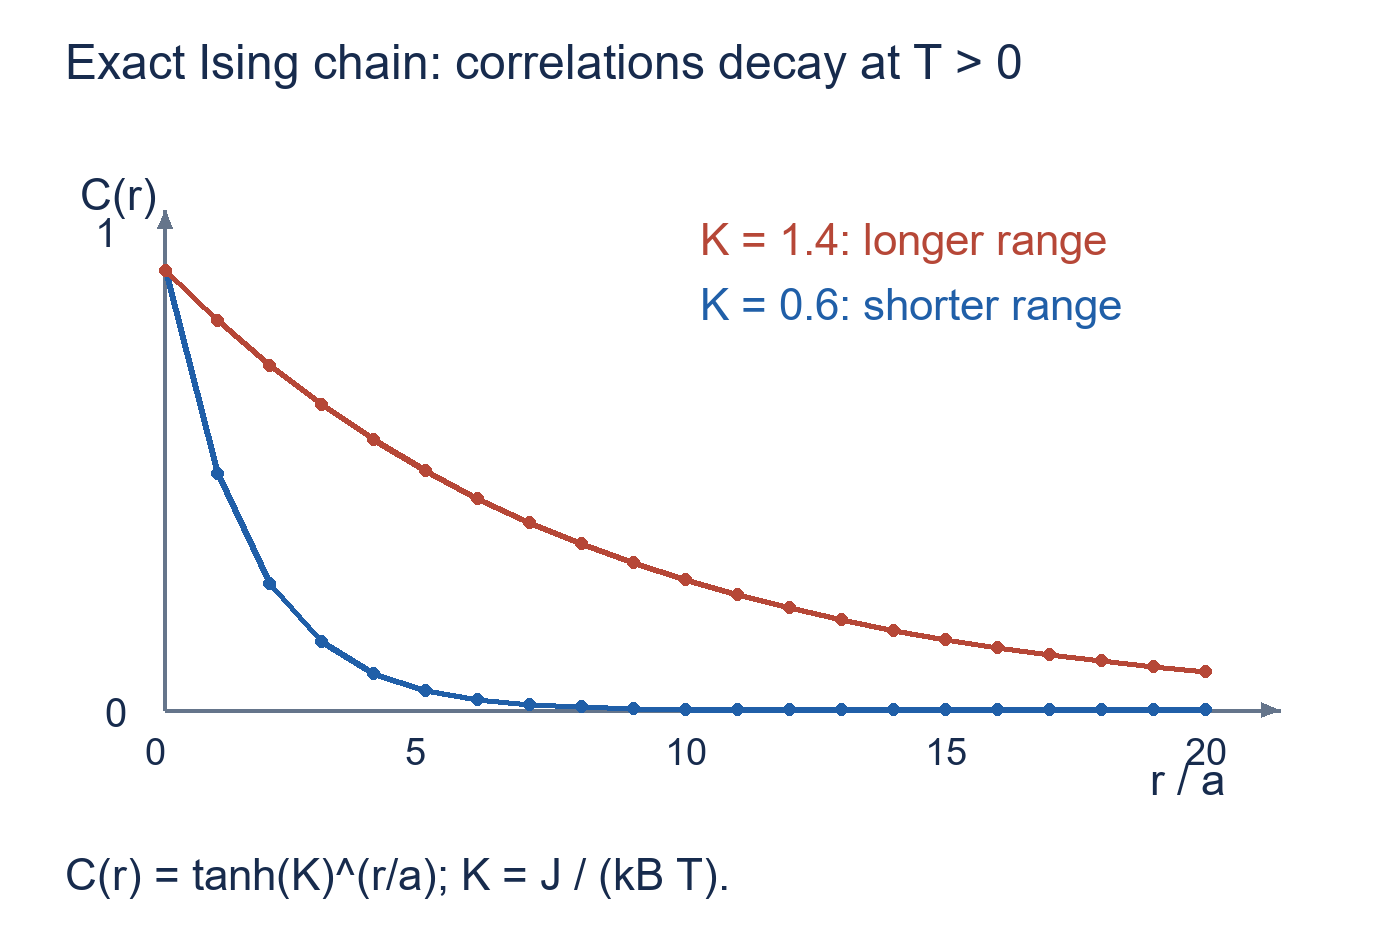 Exact Ising chain: correlations decay at T > 0
C(r)
1
K = 1.4: longer range
K = 0.6: shorter range
0
0 5 10 15 20
r / a
C(r) = tanh(K)^(r/a); K = J / (kB T).